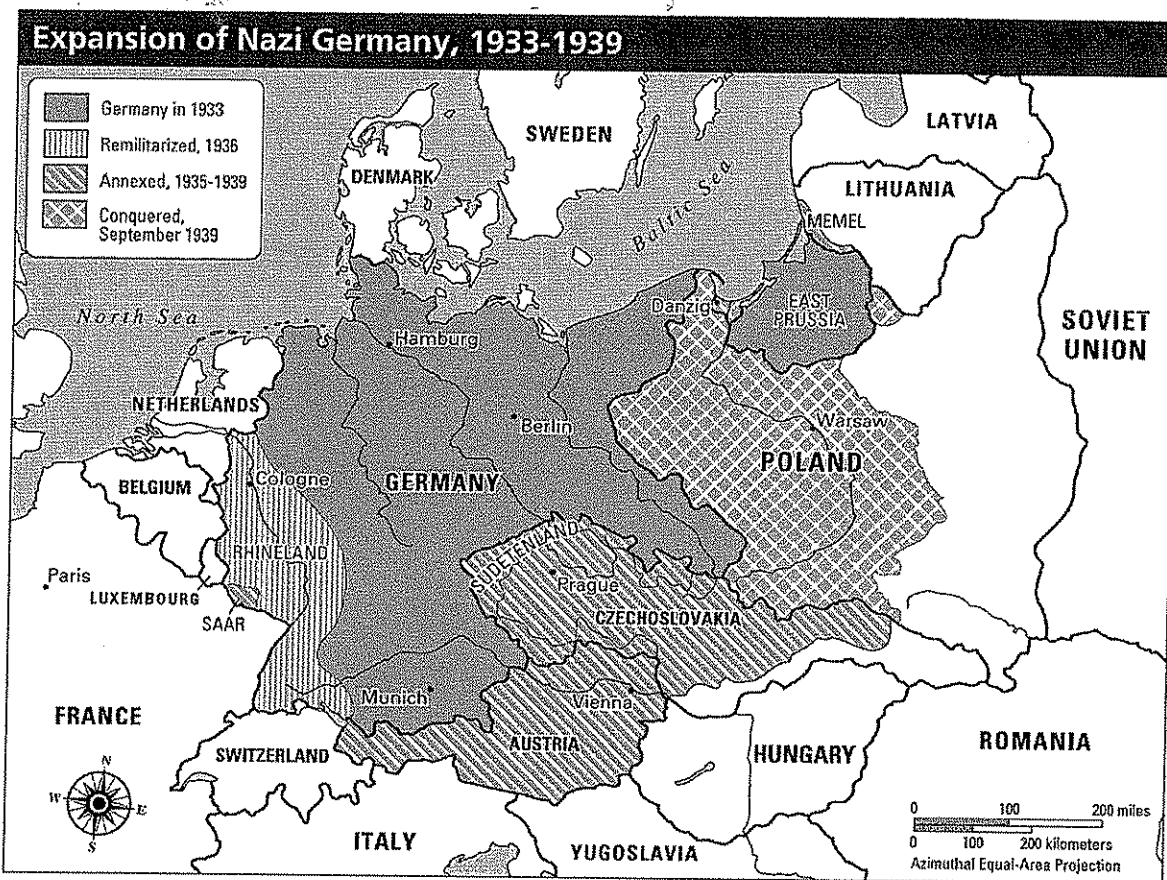 Expansion of Nazi Germany, 1933-1939
Germany in 1933
Remilitarized, 1936
Annexed, 1935-1939
Conquered,
September 1939
SWEDEN
LATVIA
DENMARK
LITHUANIA
Baltic Sea
MEMEL
North Sea
Danzig
EAST
PRUSSIA
SOVIET
UNION
Hamburg
NETHERLANDS
Berlin
Warsaw
POLAND
BELGIUM
Cologne
GERMANY
RHINELAND
SUDETENLAND
Paris
Prague
LUXEMBOURG
CZECHOSLOVAKIA
SAAR
Munich
Vienna
FRANCE
AUSTRIA
SWITZERLAND
HUNGARY
ROMANIA
N
W
E
S
ITALY
YUGOSLAVIA
0 100 200 miles
0 100 200 kilometers
Azimuthal Equal-Area Projection